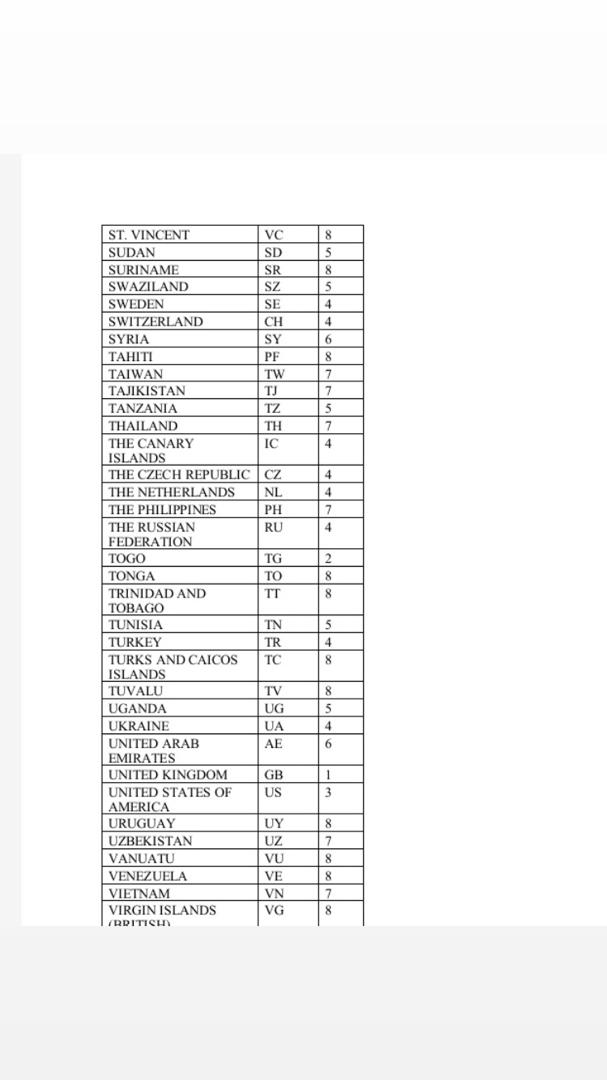 ST. VINCENT VC 8
SUDAN SD 5
SURINAME SR 8
SWAZILAND SZ 5
SWEDEN SE 4
SWITZERLAND CH 4
SYRIA SY 6
TAHITI PF 8
TAIWAN TW 7
TAJIKISTAN TJ 7
TANZANIA TZ 5
THAILAND TH 7
THE CANARY IC 4
ISLANDS
THE CZECH REPUBLIC CZ 4
THE NETHERLANDS NL 4
THE PHILIPPINES PH 7
THE RUSSIAN RU 4
FEDERATION
TOGO TG 2
TONGA TO 8
TRINIDAD AND TT 8
TOBAGO
TUNISIA TN 5
TURKEY TR 4
TURKS AND CAICOS TC 8
ISLANDS
TUVALU TV 8
UGANDA UG 5
UKRAINE UA 4
UNITED ARAB AE 6
EMIRATES
UNITED KINGDOM GB 1
UNITED STATES OF US 3
AMERICA
URUGUAY UY 8
UZBEKISTAN UZ 7
VANUATU VU 8
VENEZUELA VE 8
VIETNAM VN 7
VIRGIN ISLANDS VG 8
(BRITISH)